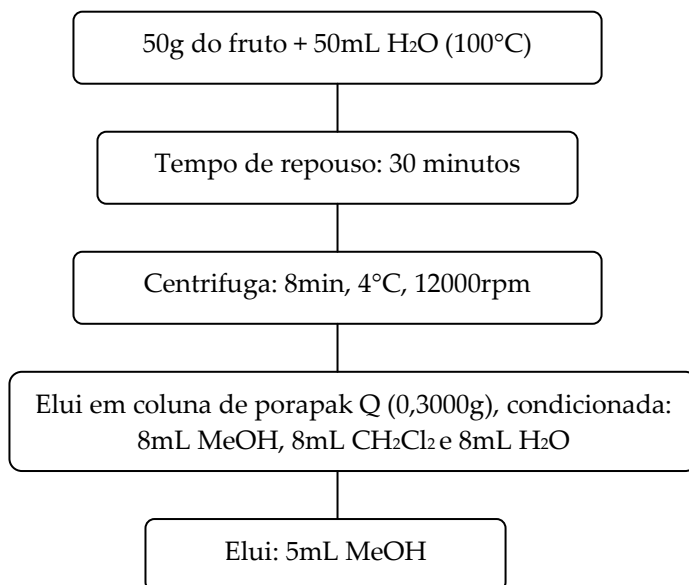 50g do fruto + 50mL H₂O (100°C)
Tempo de repouso: 30 minutos
Centrifuga: 8min, 4°C, 12000rpm
Elui em coluna de porapak Q (0,3000g), condicionada:
8mL MeOH, 8mL CH₂Cl₂ e 8mL H₂O
Elui: 5mL MeOH